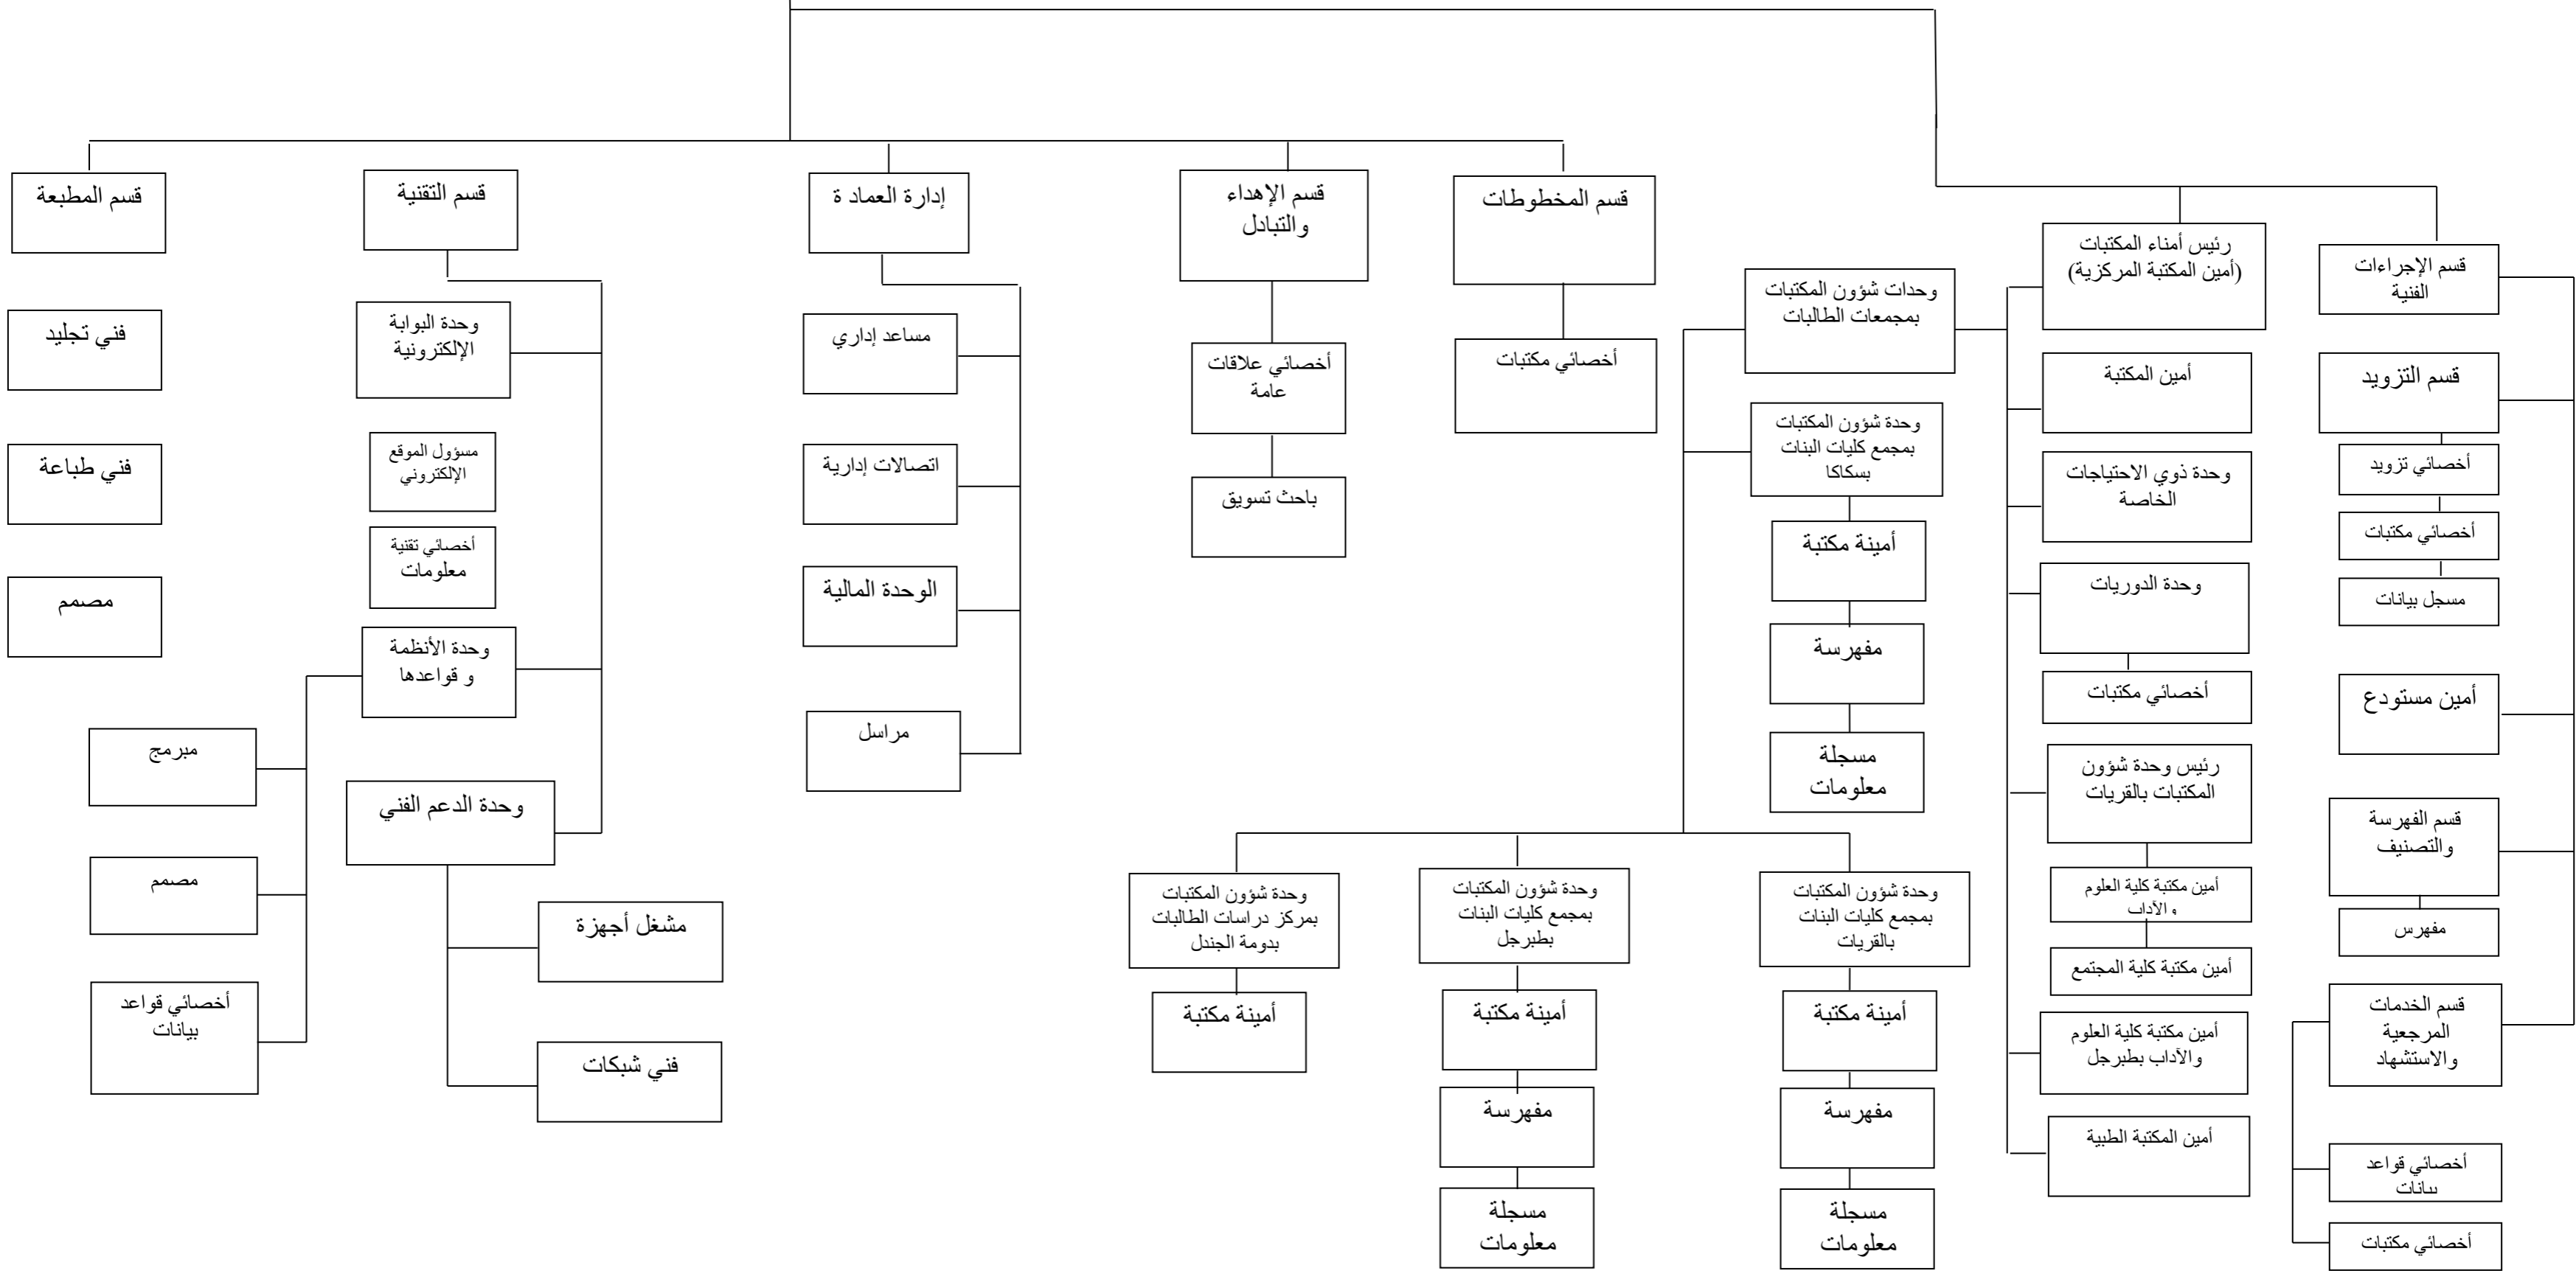 قسم الإجراءات
الفنية
قسم التزويد
أخصائي تزويد
أخصائي مكتبات
مسجل بيانات
أمين مستودع
قسم الفهرسة
والتصنيف
مفهرس
قسم الخدمات
المرجعية
والاستشهاد
أخصائي قواعد
بيانات
أخصائي مكتبات
رئيس أمناء المكتبات
(أمين المكتبة المركزية)
أمين المكتبة
وحدة ذوي الاحتياجات
الخاصة
وحدة الدوريات
أخصائي مكتبات
رئيس وحدة شؤون
المكتبات بالقريات
أمين مكتبة كلية العلوم
والآداب
أمين مكتبة كلية المجتمع
أمين مكتبة كلية العلوم
والآداب بطبرجل
أمين المكتبة الطبية
وحدات شؤون المكتبات
بمجمعات الطالبات
وحدة شؤون المكتبات
بمجمع كليات البنات
بسكاكا
أمينة مكتبة
مفهرسة
مسجلة
معلومات
وحدة شؤون المكتبات
بمجمع كليات البنات
بالقريات
أمينة مكتبة
مفهرسة
مسجلة
معلومات
وحدة شؤون المكتبات
بمجمع كليات البنات
بطبرجل
أمينة مكتبة
مفهرسة
مسجلة
معلومات
وحدة شؤون المكتبات
بمركز دراسات الطالبات
بدومة الجندل
أمينة مكتبة
قسم المخطوطات
أخصائي مكتبات
قسم الإهداء
والتبادل
أخصائي علاقات
عامة
باحث تسويق
إدارة العماد ة
مساعد إداري
اتصالات إدارية
الوحدة المالية
مراسل
قسم التقنية
وحدة البوابة
الإلكترونية
مسؤول الموقع
الإلكتروني
أخصائي تقنية
معلومات
وحدة الأنظمة
و قواعدها
مبرمج
مصمم
أخصائي قواعد
بيانات
وحدة الدعم الفني
مشغل أجهزة
فني شبكات
قسم المطبعة
فني تجليد
فني طباعة
مصمم